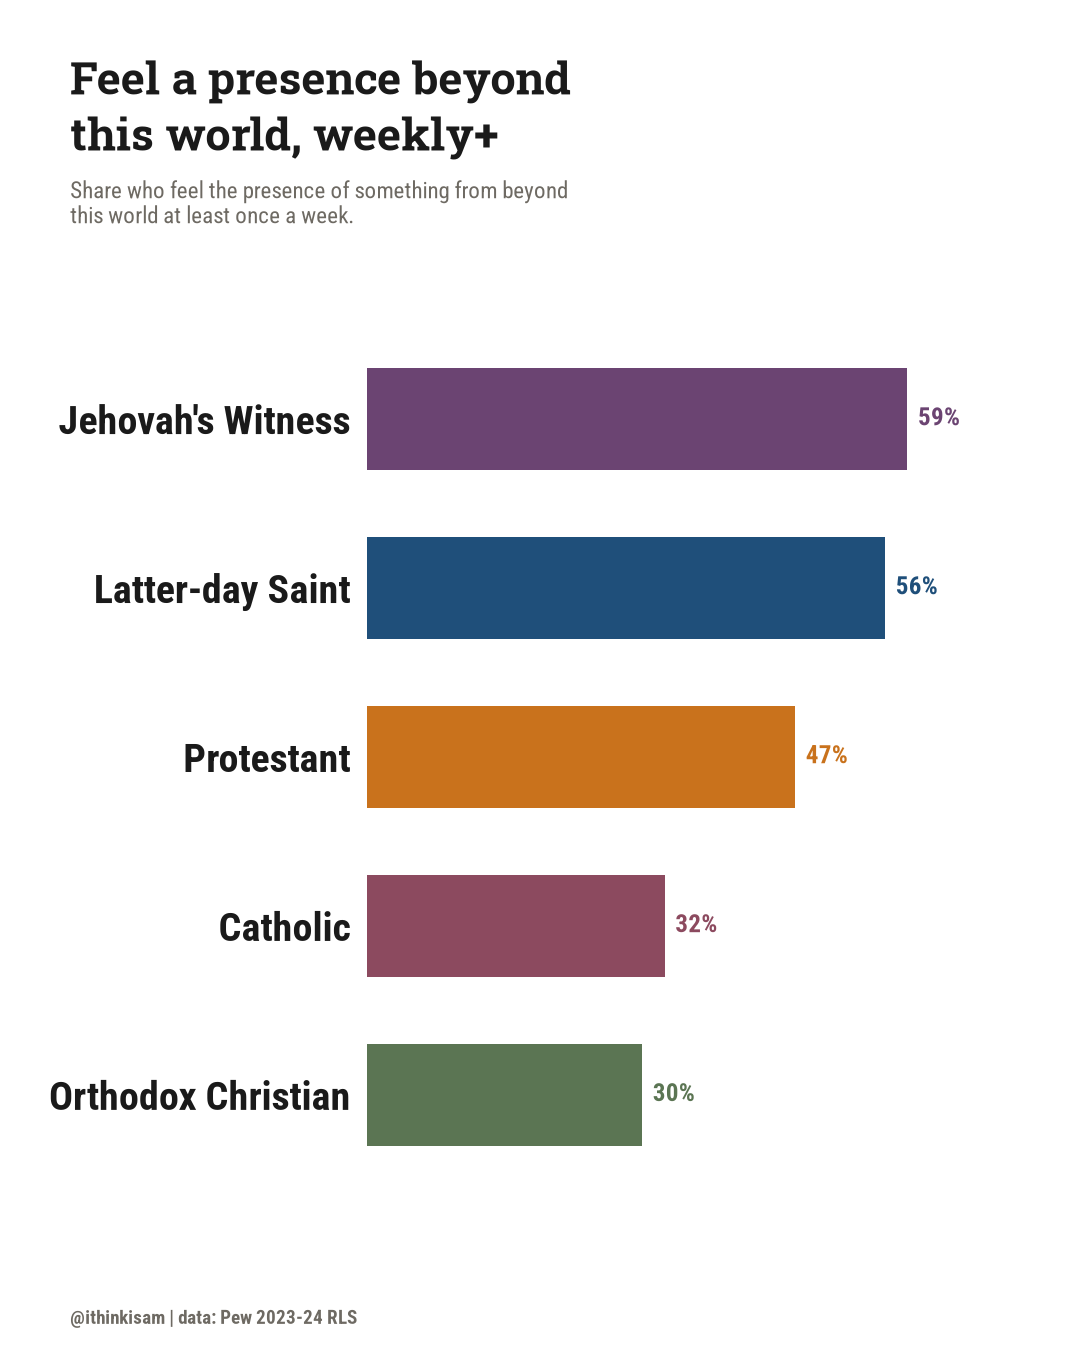 Feel a presence beyond
this world, weekly+
Share who feel the presence of something from beyond
this world at least once a week.
Jehovah's Witness
59%
Latter-day Saint
56%
Protestant
47%
Catholic
32%
Orthodox Christian
30%
@ithinkisam | data: Pew 2023-24 RLS